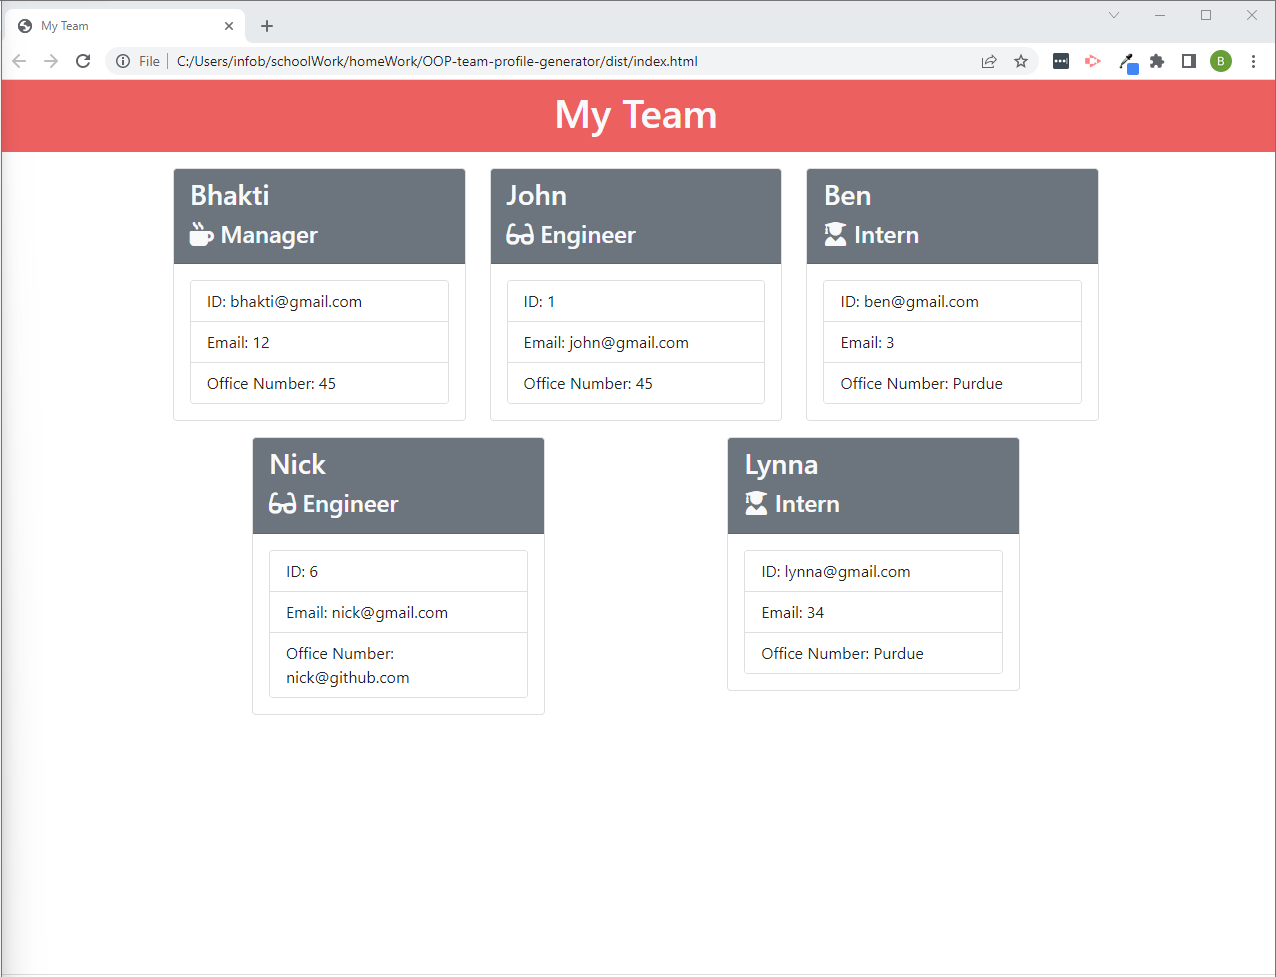 My Team
File
C:/Users/infob/schoolWork/homeWork/OOP-team-profile-generator/dist/index.html
B
My Team
Bhakti
Manager
ID: bhakti@gmail.com
Email: 12
Office Number: 45
John
Engineer
ID: 1
Email: john@gmail.com
Office Number: 45
Ben
Intern
ID: ben@gmail.com
Email: 3
Office Number: Purdue
Nick
Engineer
ID: 6
Email: nick@gmail.com
Office Number:
nick@github.com
Lynna
Intern
ID: lynna@gmail.com
Email: 34
Office Number: Purdue